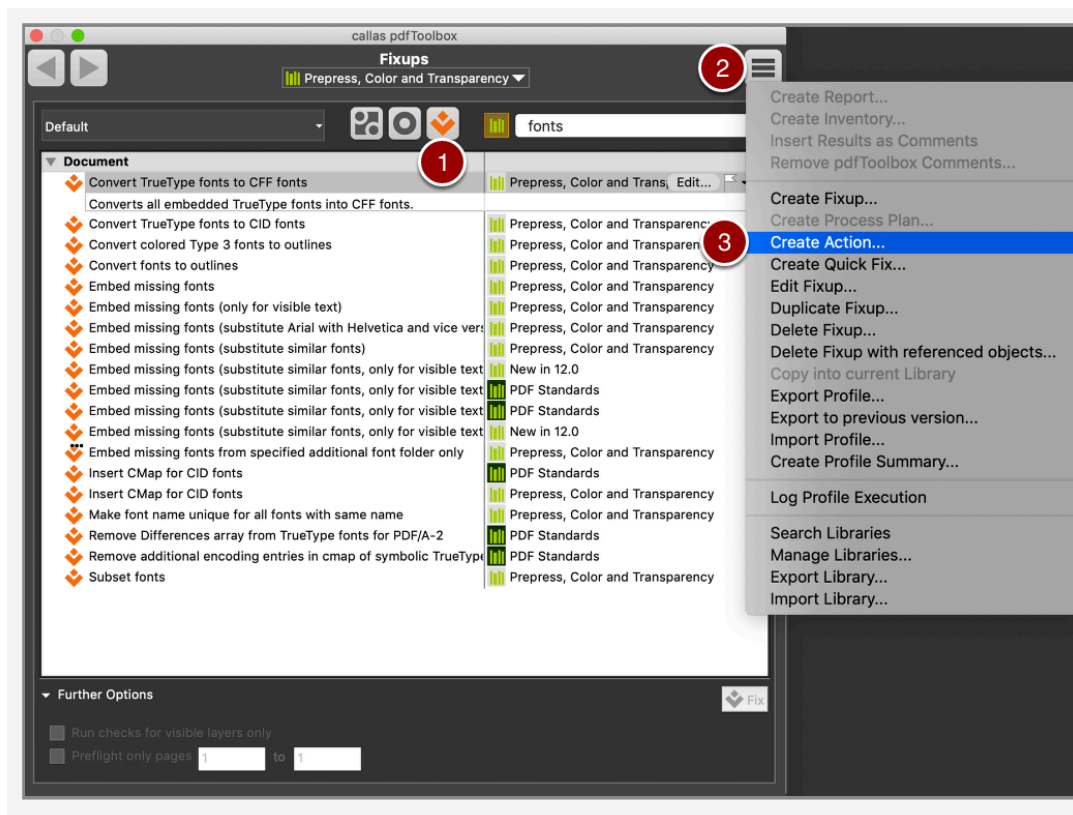 callas pdfToolbox
Fixups
Prepress, Color and Transparency
2
Default
fonts
1
Document
Convert TrueType fonts to CFF fonts Prepress, Color and Trans Edit...
Converts all embedded TrueType fonts into CFF fonts.
Convert TrueType fonts to CID fonts Prepress, Color and Transparency
Convert colored Type 3 fonts to outlines Prepress, Color and Transparen
Convert fonts to outlines Prepress, Color and Transparency
Embed missing fonts Prepress, Color and Transparency
Embed missing fonts (only for visible text) Prepress, Color and Transparency
Embed missing fonts (substitute Arial with Helvetica and vice vers Prepress, Color and Transparency
Embed missing fonts (substitute similar fonts) Prepress, Color and Transparency
Embed missing fonts (substitute similar fonts, only for visible text New in 12.0
Embed missing fonts (substitute similar fonts, only for visible text PDF Standards
Embed missing fonts (substitute similar fonts, only for visible text PDF Standards
Embed missing fonts (substitute similar fonts, only for visible text New in 12.0
Embed missing fonts from specified additional font folder only Prepress, Color and Transparency
Insert CMap for CID fonts PDF Standards
Insert CMap for CID fonts Prepress, Color and Transparency
Make font name unique for all fonts with same name Prepress, Color and Transparency
Remove Differences array from TrueType fonts for PDF/A-2 PDF Standards
Remove additional encoding entries in cmap of symbolic TrueType PDF Standards
Subset fonts Prepress, Color and Transparency
Further Options
Fix
Run checks for visible layers only
Preflight only pages 1 to 1
Create Report...
Create Inventory...
Insert Results as Comments
Remove pdfToolbox Comments...
Create Fixup...
Create Process Plan...
3
Create Action...
Create Quick Fix...
Edit Fixup...
Duplicate Fixup...
Delete Fixup...
Delete Fixup with referenced objects...
Copy into current Library
Export Profile...
Export to previous version...
Import Profile...
Create Profile Summary...
Log Profile Execution
Search Libraries
Manage Libraries...
Export Library...
Import Library...